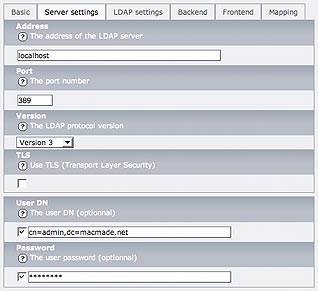 Basic Server settings LDAP settings Backend Frontend Mapping
Address
? The address of the LDAP server
localhost
Port
? The port number
389
Version
? The LDAP protocol version
Version 3
TLS
? Use TLS (Transport Layer Security)
User DN
? The user DN (optionnal)
cn=admin,dc=macmade.net
Password
? The user password (optionnal)
********